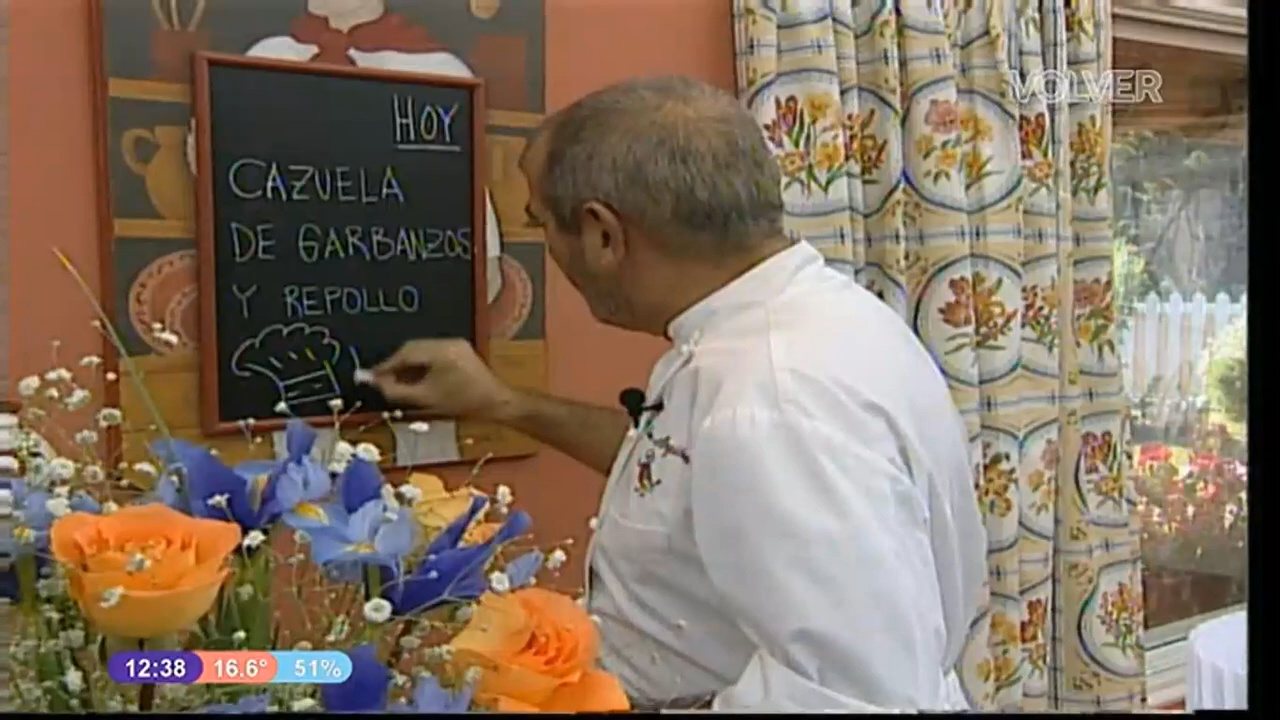 VOLVER
HOY
CAZUELA
DE GARBANZOS
Y REPOLLO
12:38 16.6° 51%